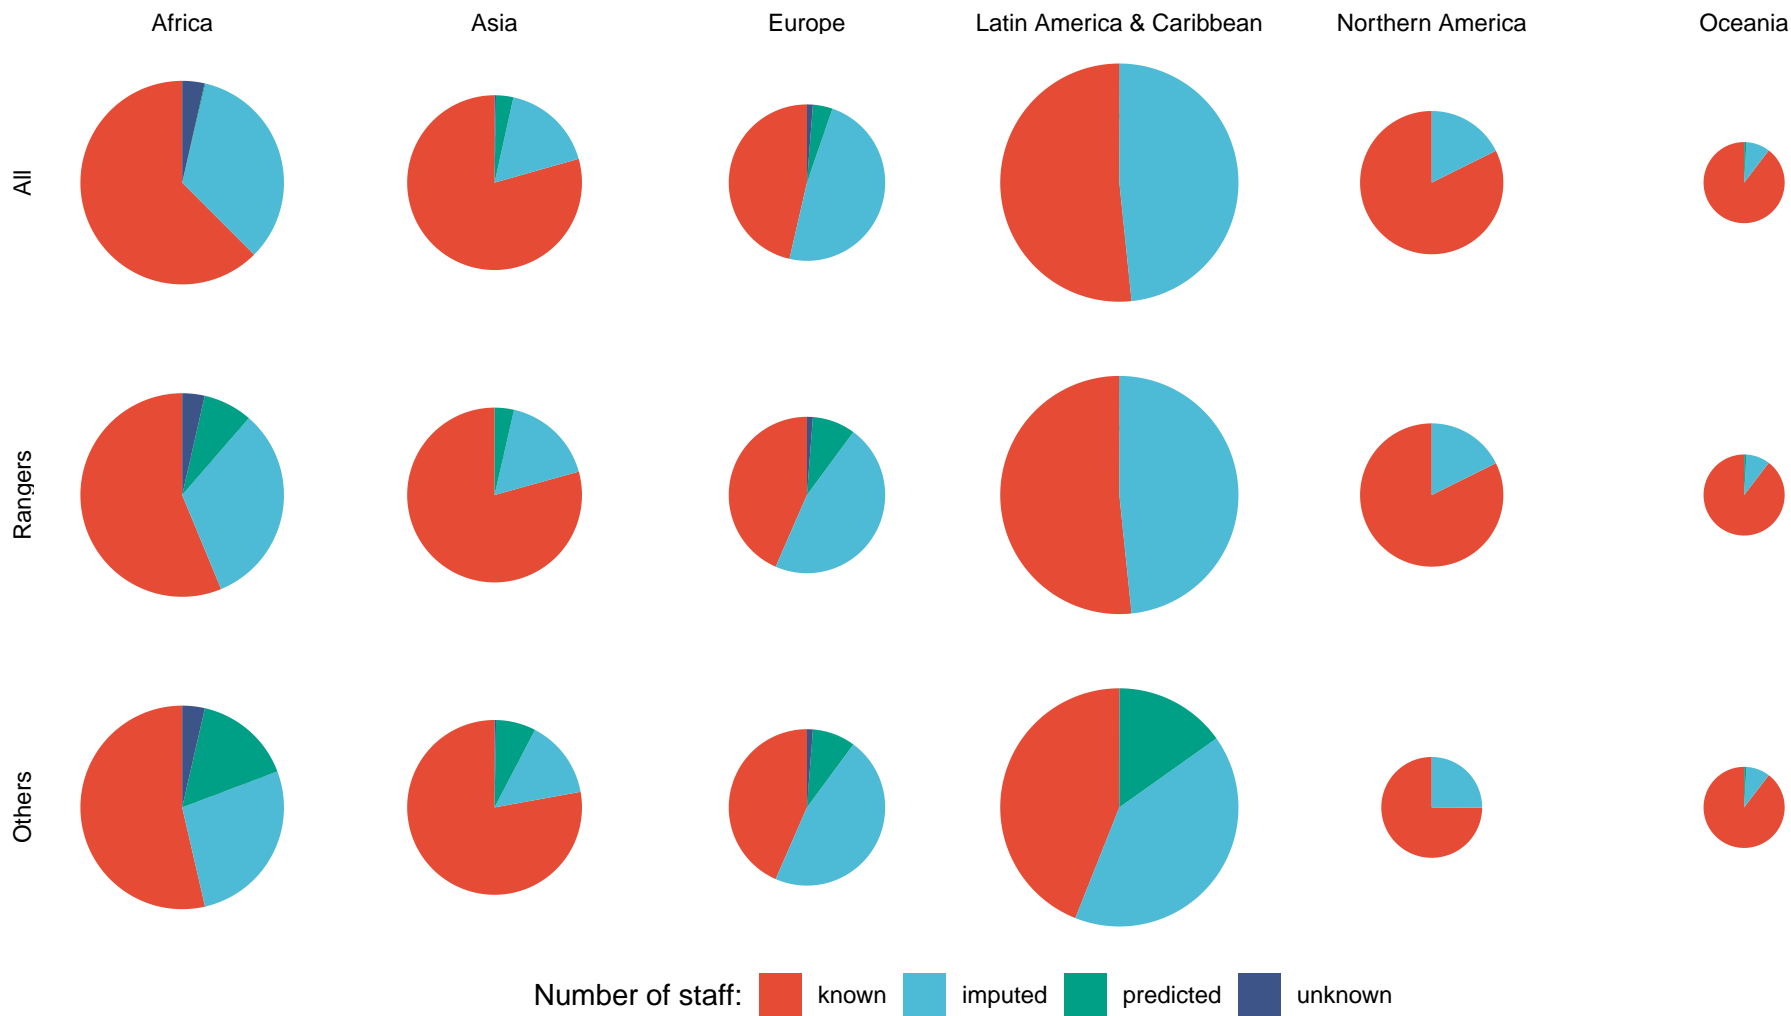 Africa Asia Europe Latin America & Caribbean Northern America Oceania
All
Rangers
Others
Number of staff: known imputed predicted unknown